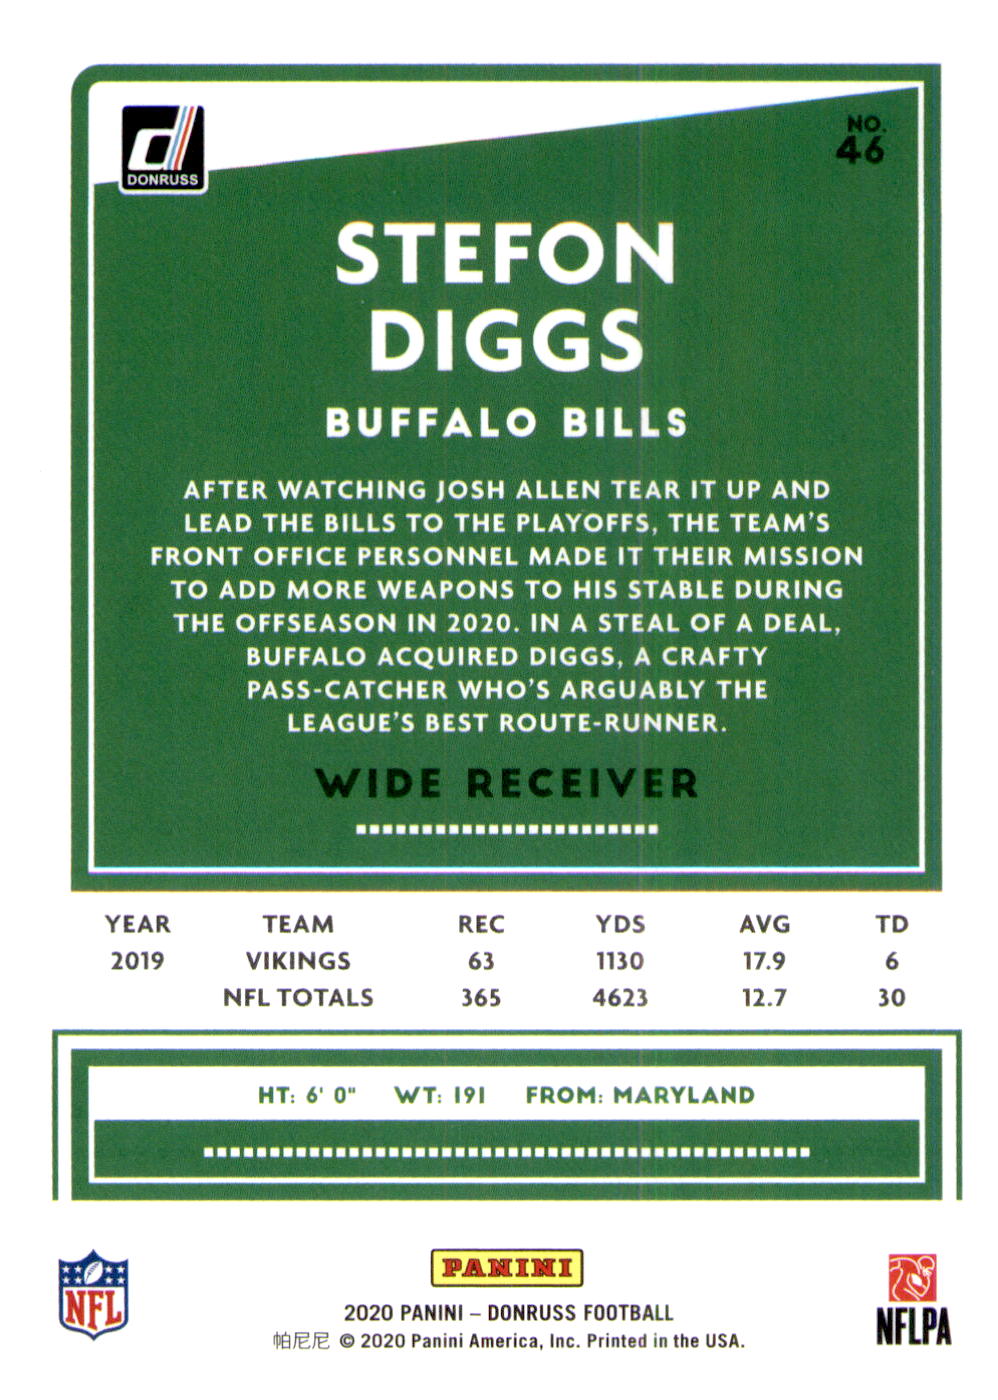 DONRUSS
NO.
46
STEFON
DIGGS
BUFFALO BILLS
AFTER WATCHING JOSH ALLEN TEAR IT UP AND
LEAD THE BILLS TO THE PLAYOFFS, THE TEAM'S
FRONT OFFICE PERSONNEL MADE IT THEIR MISSION
TO ADD MORE WEAPONS TO HIS STABLE DURING
THE OFFSEASON IN 2020. IN A STEAL OF A DEAL,
BUFFALO ACQUIRED DIGGS, A CRAFTY
PASS-CATCHER WHO'S ARGUABLY THE
LEAGUE'S BEST ROUTE-RUNNER.
WIDE RECEIVER
YEAR TEAM REC YDS AVG TD
2019 VIKINGS 63 1130 17.9 6
NFL TOTALS 365 4623 12.7 30
HT: 6' 0" WT: 191 FROM: MARYLAND
NFL
PANINI
NFLPA
2020 PANINI – DONRUSS FOOTBALL
帕尼尼 © 2020 Panini America, Inc. Printed in the USA.